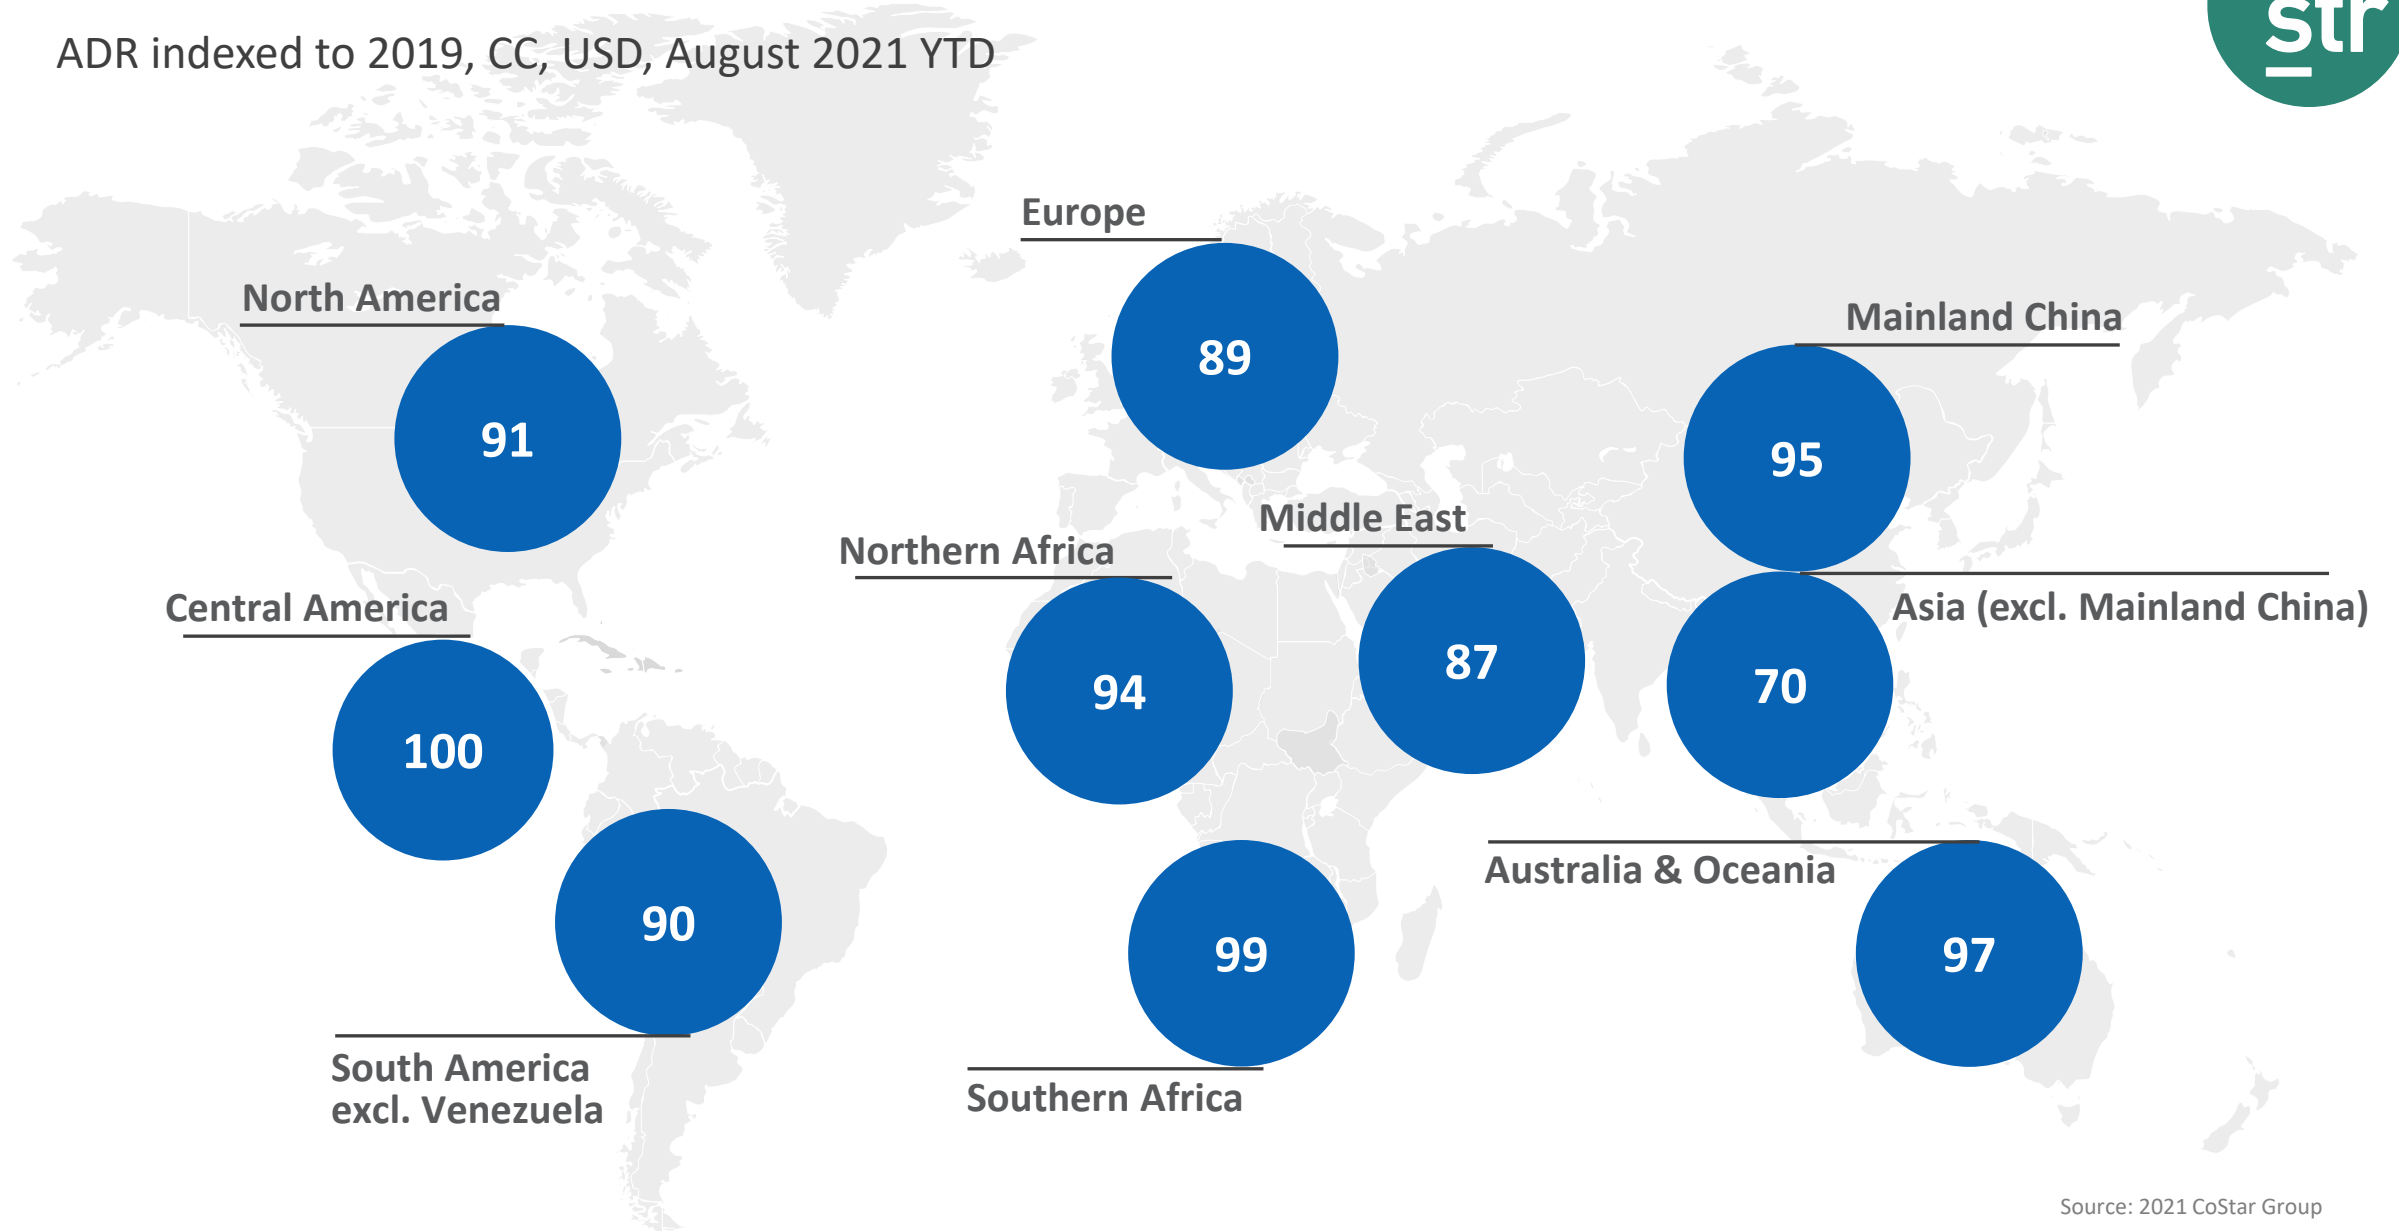 ADR indexed to 2019, CC, USD, August 2021 YTD
str
Europe
89
North America
91
Mainland China
95
Middle East
87
Northern Africa
94
Central America
100
Asia (excl. Mainland China)
70
Australia & Oceania
97
90
South America
excl. Venezuela
99
Southern Africa
Source: 2021 CoStar Group